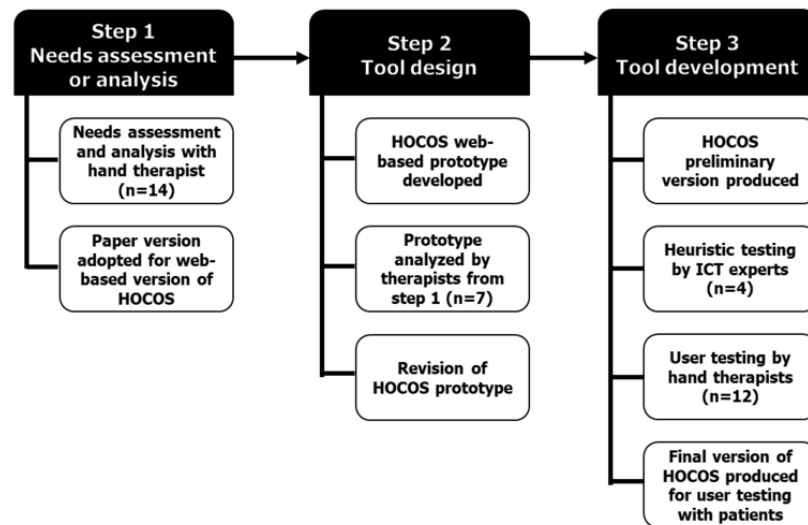 Step 1
Needs assessment
or analysis
Needs assessment
and analysis with
hand therapist
(n=14)
Paper version
adopted for web-
based version of
HOCOS
Step 2
Tool design
HOCOS web-
based prototype
developed
Prototype
analyzed by
therapists from
step 1 (n=7)
Revision of
HOCOS prototype
Step 3
Tool development
HOCOS
preliminary
version produced
Heuristic testing
by ICT experts
(n=4)
User testing by
hand therapists
(n=12)
Final version of
HOCOS produced
for user testing
with patients